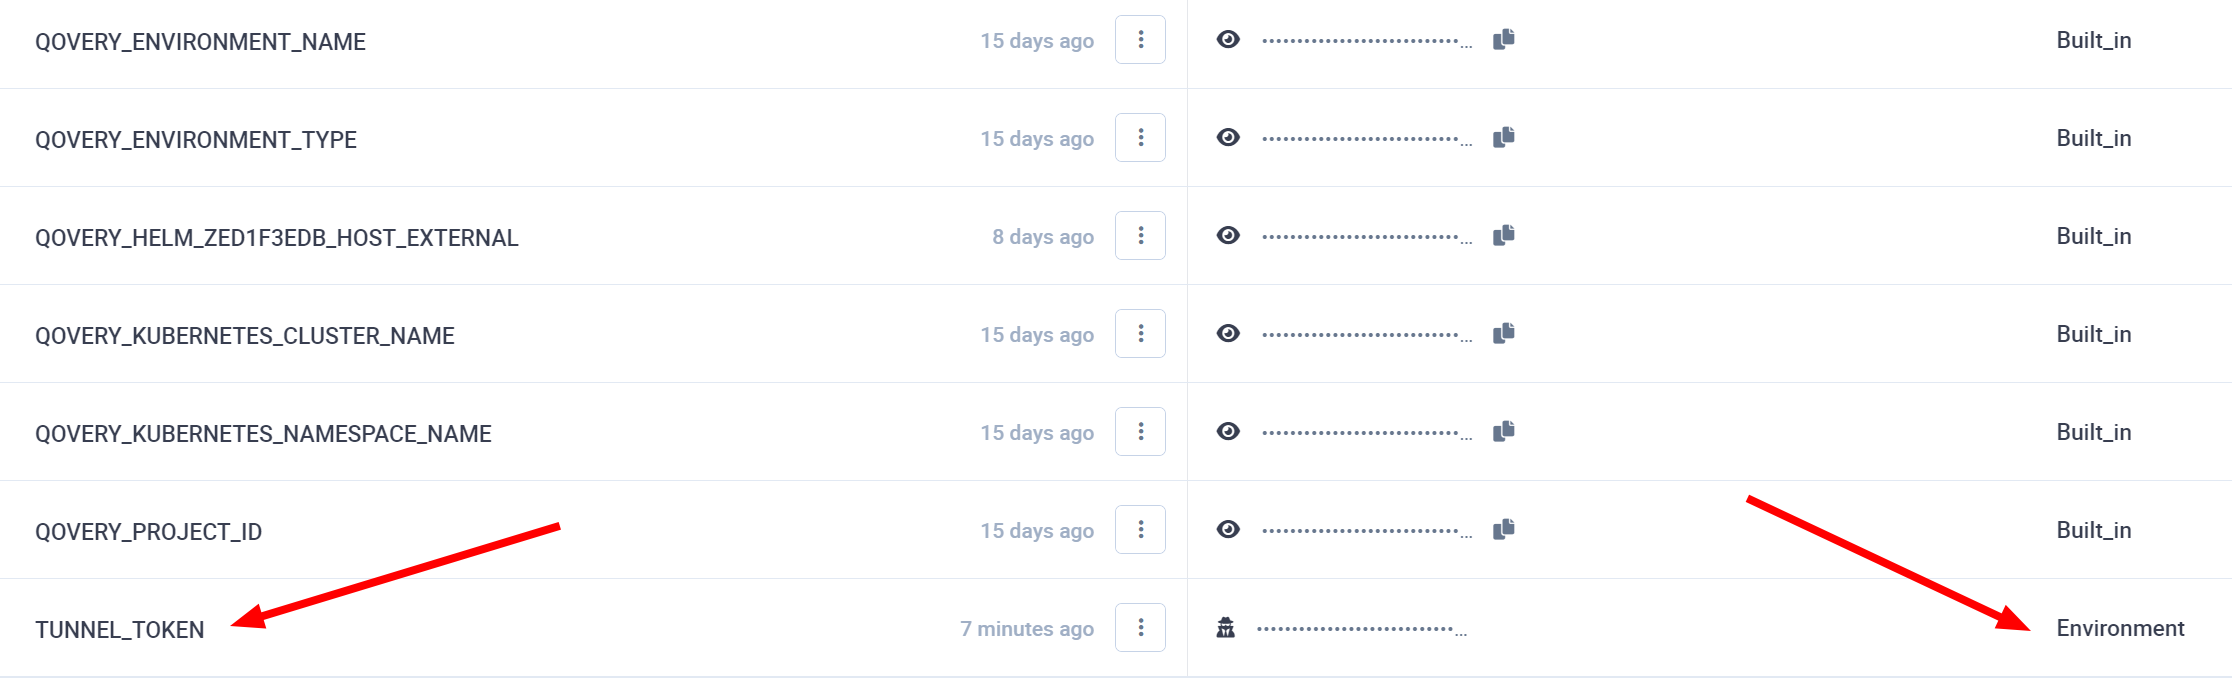 QOVERY_ENVIRONMENT_NAME 15 days ago ............................... Built_in
QOVERY_ENVIRONMENT_TYPE 15 days ago ............................... Built_in
QOVERY_HELM_ZED1F3EDB_HOST_EXTERNAL 8 days ago ............................... Built_in
QOVERY_KUBERNETES_CLUSTER_NAME 15 days ago ............................... Built_in
QOVERY_KUBERNETES_NAMESPACE_NAME 15 days ago ............................... Built_in
QOVERY_PROJECT_ID 15 days ago ............................... Built_in
TUNNEL_TOKEN 7 minutes ago ............................... Environment